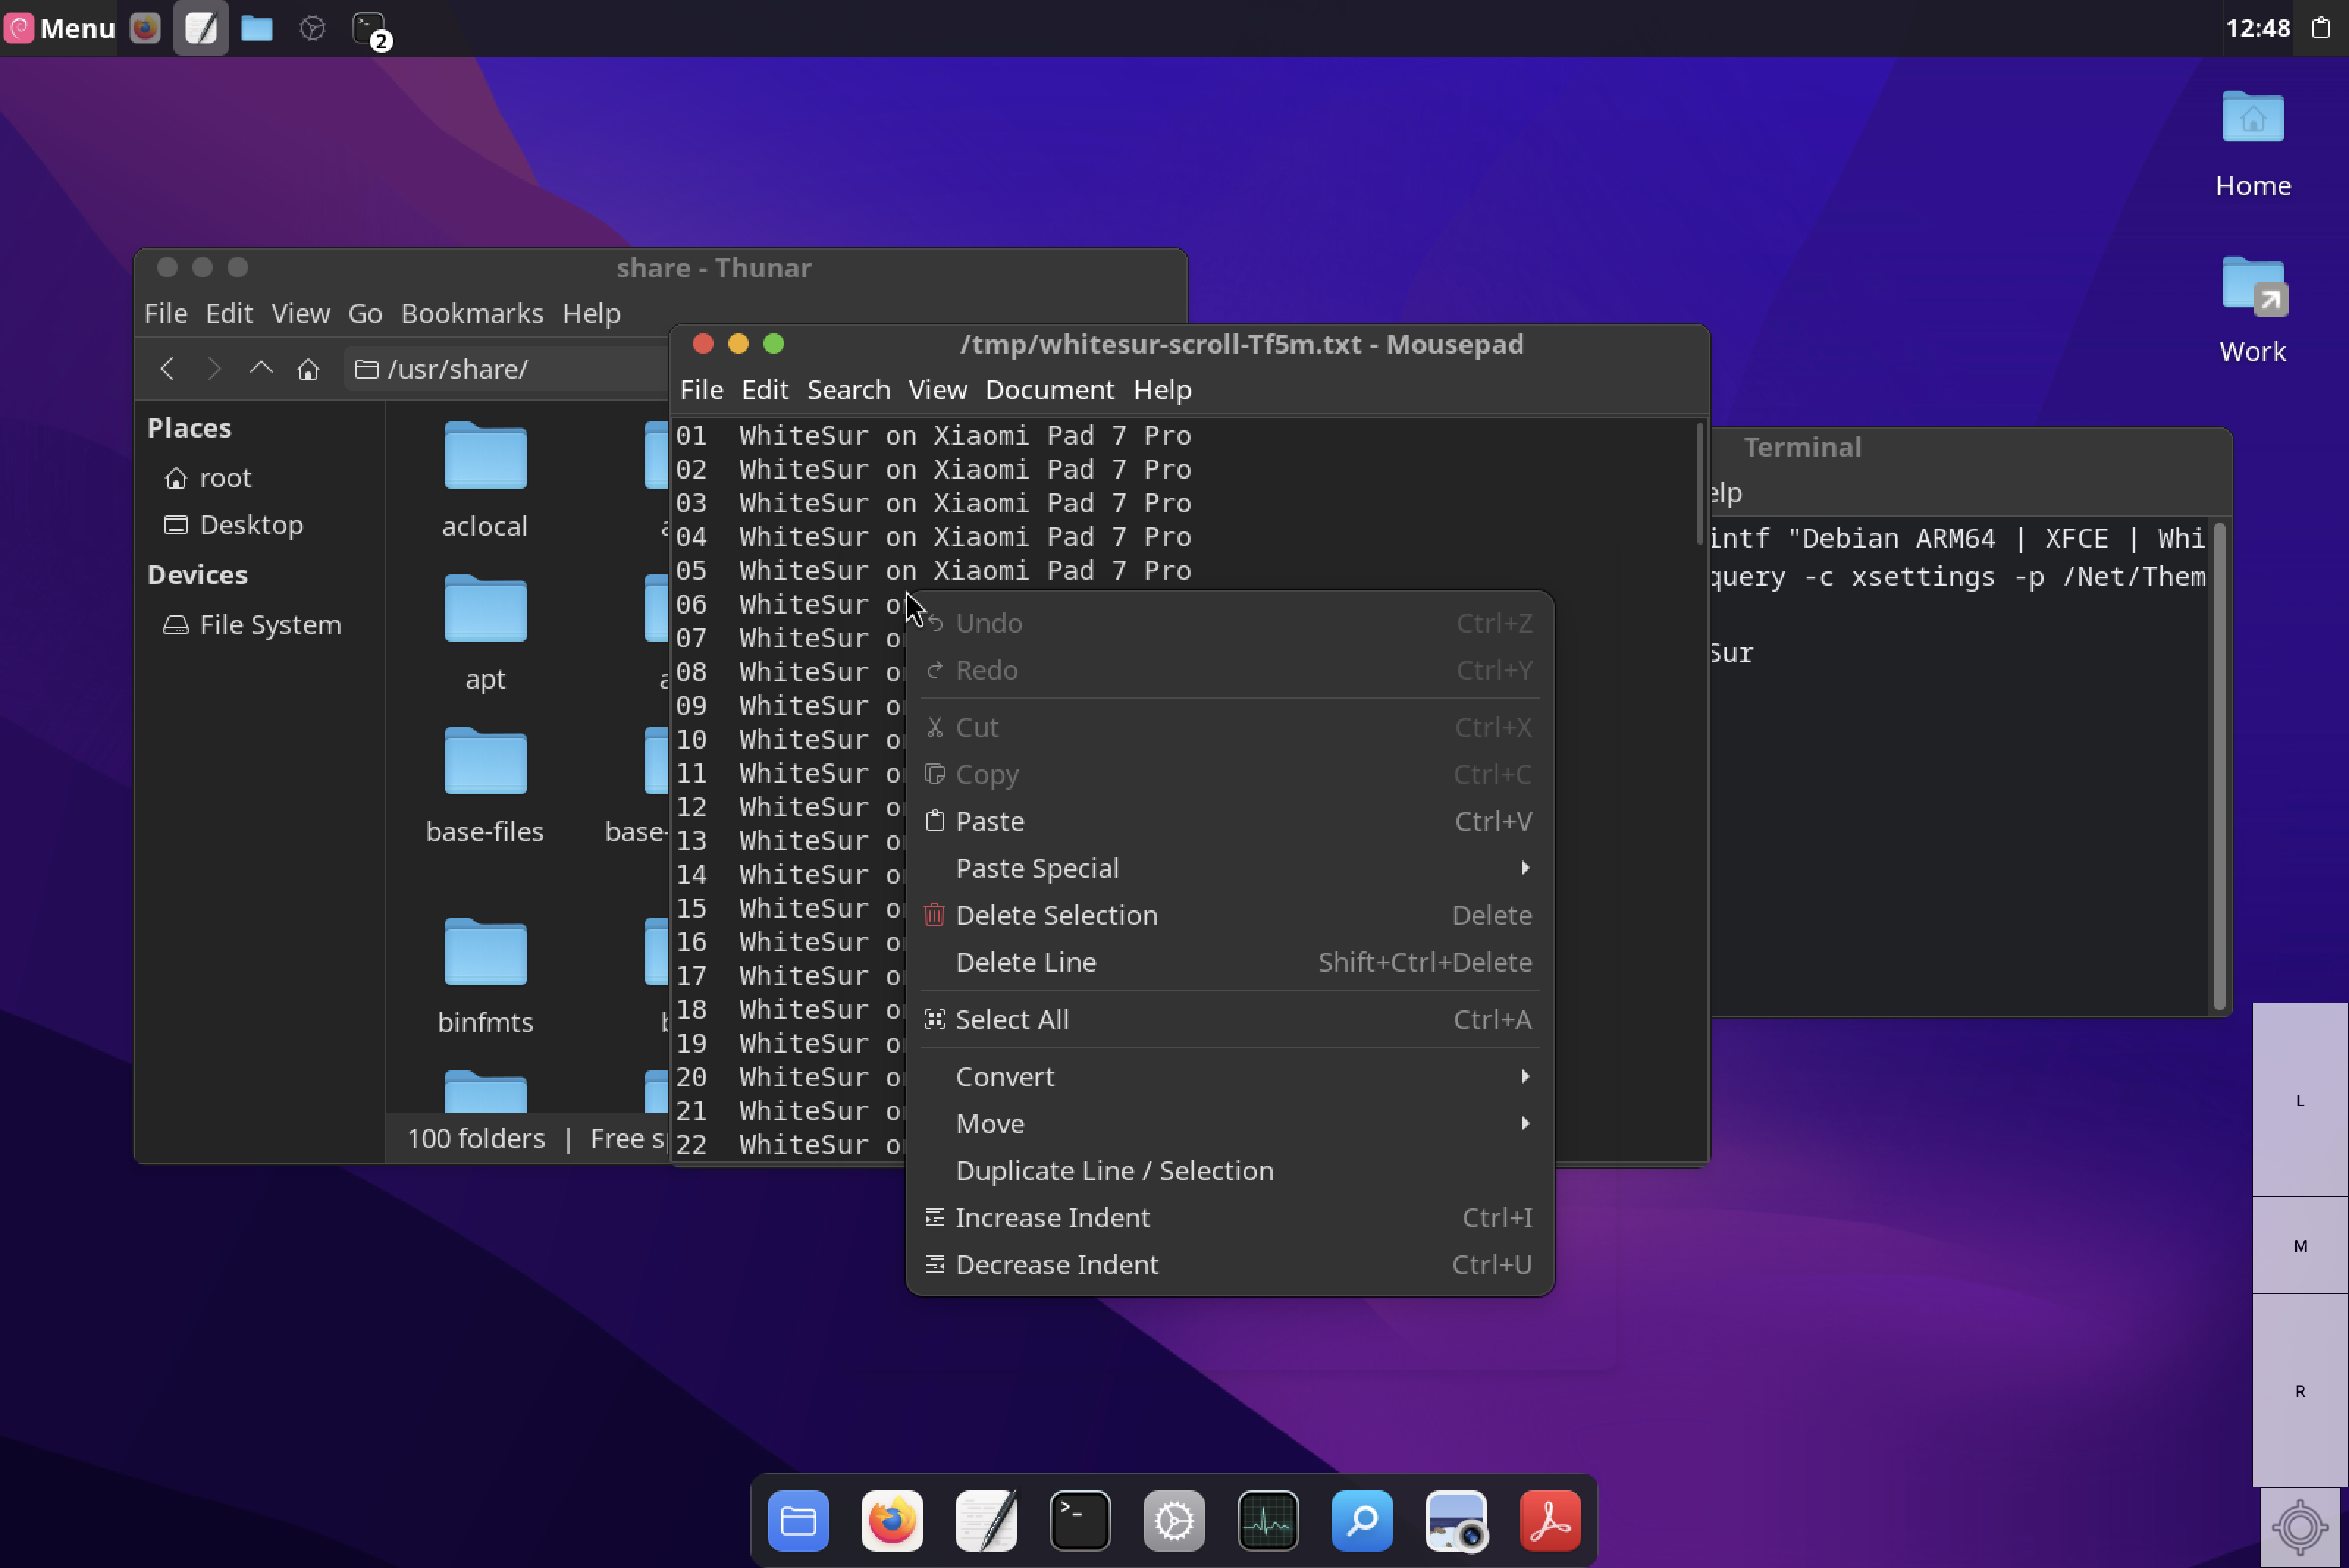 Menu
2
12:48
Home
Work
share - Thunar
File Edit View Go Bookmarks Help
/usr/share/
Places
root
Desktop
Devices
File System
aclocal
apt
base-files
base-
binfmts
100 folders | Free
/tmp/whitesur-scroll-Tf5m.txt - Mousepad
File Edit Search View Document Help
01 WhiteSur on Xiaomi Pad 7 Pro
02 WhiteSur on Xiaomi Pad 7 Pro
03 WhiteSur on Xiaomi Pad 7 Pro
04 WhiteSur on Xiaomi Pad 7 Pro
05 WhiteSur on Xiaomi Pad 7 Pro
06 WhiteSur on
07 WhiteSur
08 WhiteSur
09 WhiteSur
10 WhiteSur
11 WhiteSur
12 WhiteSur
13 WhiteSur
14 WhiteSur
15 WhiteSur
16 WhiteSur
17 WhiteSur
18 WhiteSur
19 WhiteSur
20 WhiteSur
21 WhiteSur
22 WhiteSur
Undo Ctrl+Z
Redo Ctrl+Y
Cut Ctrl+X
Copy Ctrl+C
Paste Ctrl+V
Paste Special
Delete Selection Delete
Delete Line Shift+Ctrl+Delete
Select All Ctrl+A
Convert
Move
Duplicate Line / Selection
Increase Indent Ctrl+I
Decrease Indent Ctrl+U
Terminal
elp
intf "Debian ARM64 | XFCE | Whi
query -c xsettings -p /Net/Them
Sur
L
M
R